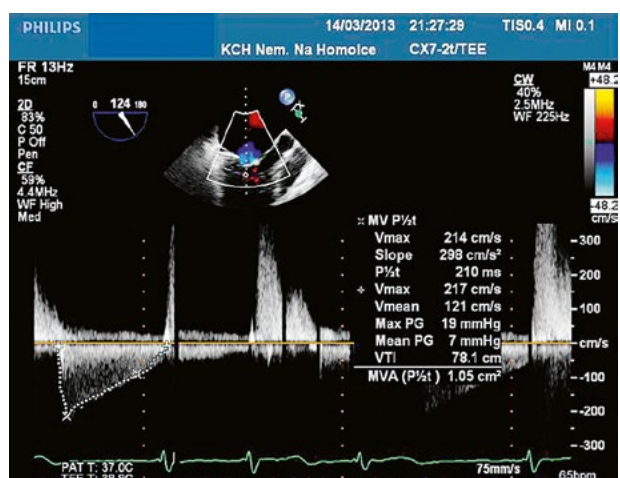 PHILIPS
14/03/2013 21:27:29 TIS0.4 MI 0.1
KCH Nem. Na Homolce CX7-2t/TEE
FR 13Hz
15cm
2D
83%
C 50
P Off
Pen
CF
59%
4.4MHz
WF High
Med
0 124 180
P
CW
40%
2.5MHz
WF 225Hz
M4 M4
+48.2
-48.2
cm/s
MV P½t
Vmax 214 cm/s
Slope 298 cm/s²
P½t 210 ms
Vmax 217 cm/s
Vmean 121 cm/s
Max PG 19 mmHg
Mean PG 7 mmHg
VTI 78.1 cm
MVA (P½t) 1.05 cm²
-300
-200
-100
cm/s
--100
--200
--300
PAT T: 37.0C
75mm/s
65bpm